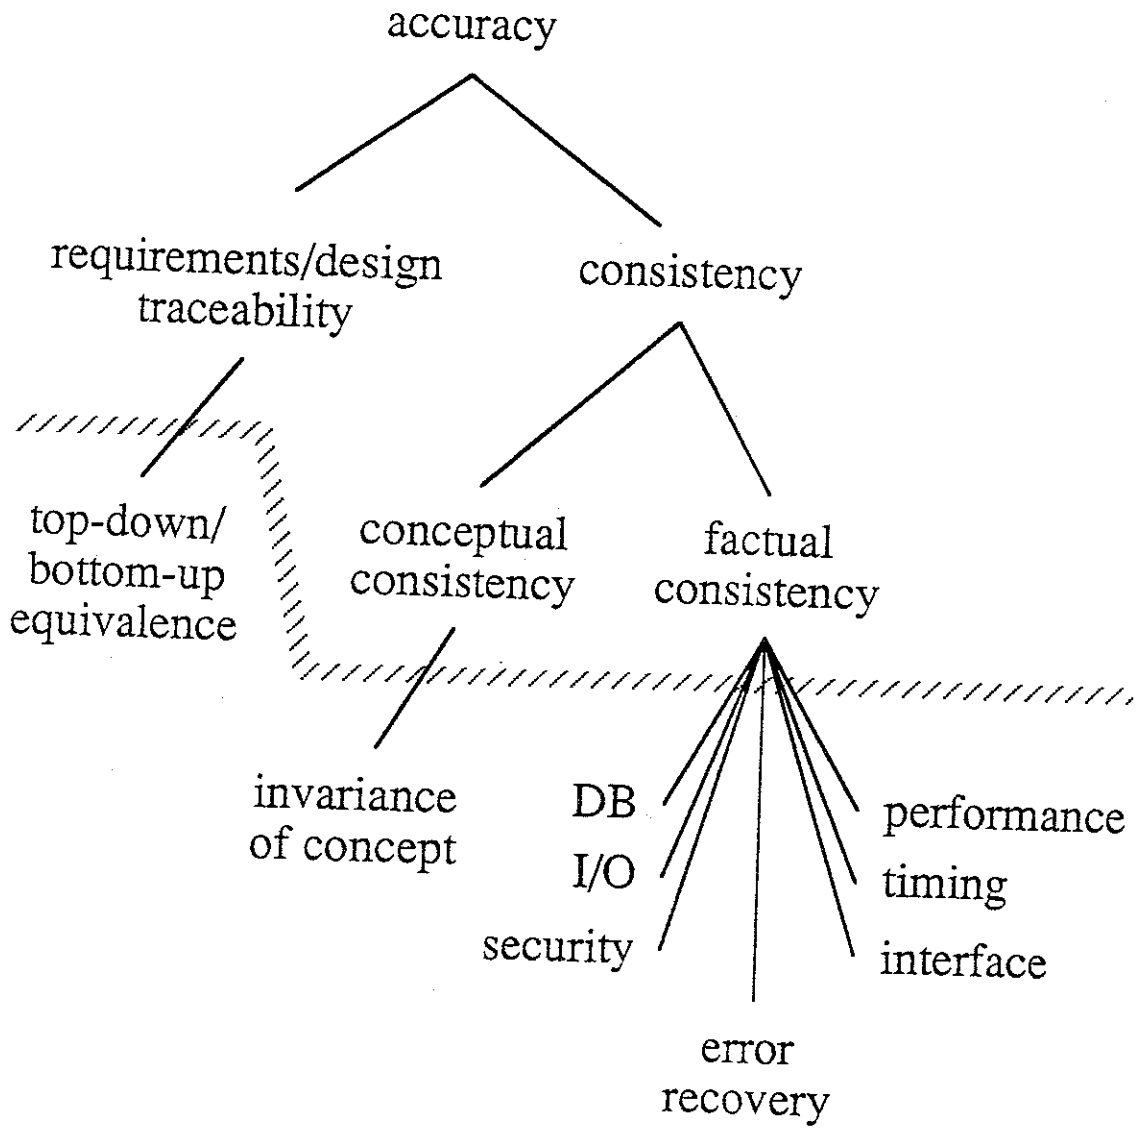 accuracy
requirements/design
traceability
consistency
top-down/
bottom-up
equivalence
conceptual
consistency
factual
consistency
invariance
of concept
DB
I/O
security
performance
timing
interface
error
recovery